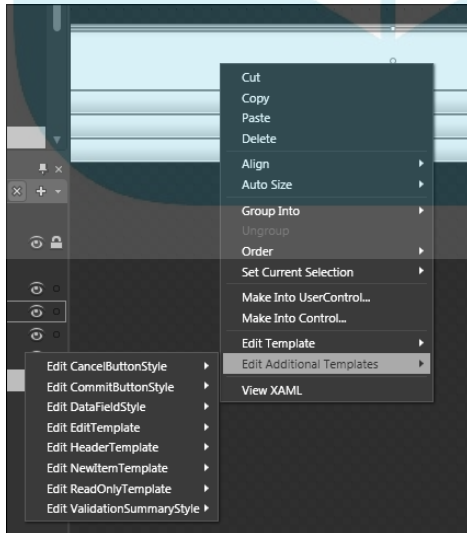 Cut
Copy
Paste
Delete
Align
Auto Size
Group Into
Ungroup
Order
Set Current Selection
Make Into UserControl...
Make Into Control...
Edit Template
Edit Additional Templates
View XAML
Edit CancelButtonStyle
Edit CommitButtonStyle
Edit DataFieldStyle
Edit EditTemplate
Edit HeaderTemplate
Edit NewItemTemplate
Edit ReadOnlyTemplate
Edit ValidationSummaryStyle